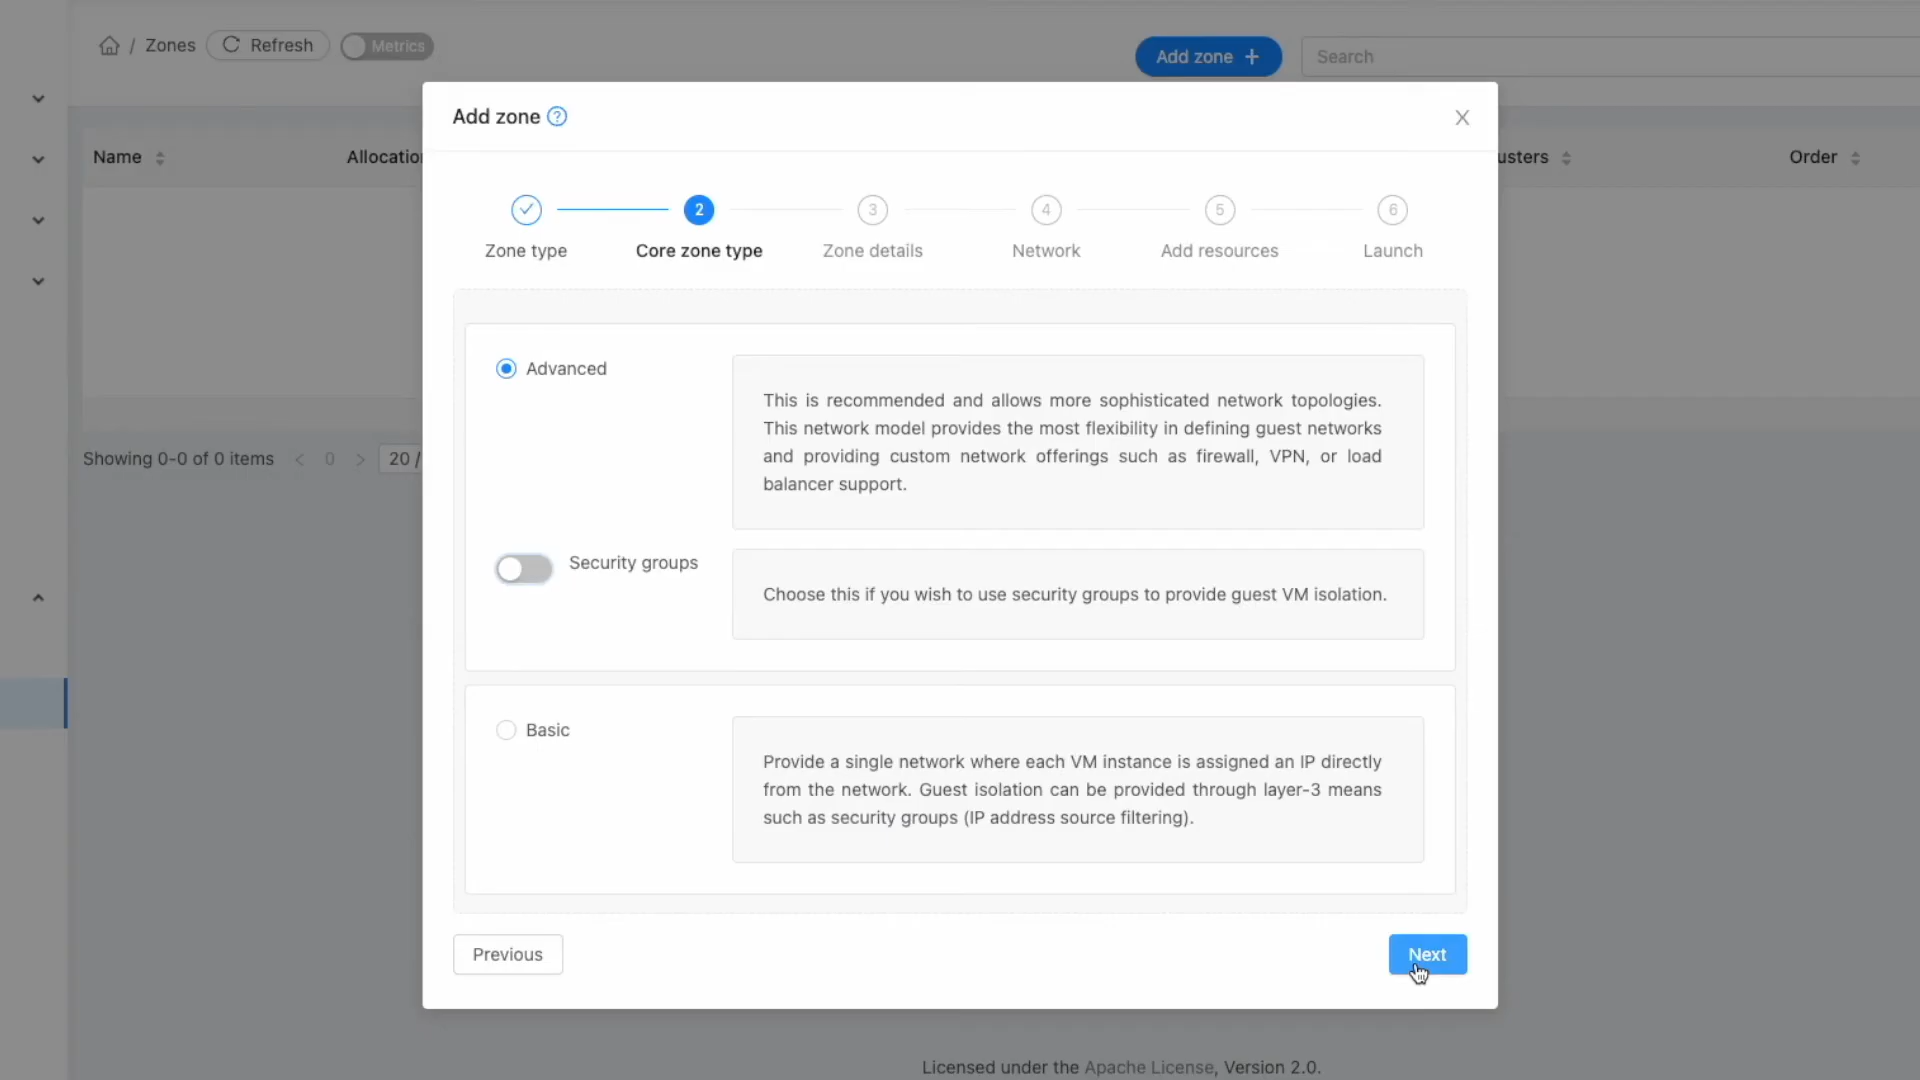 / Zones Refresh Metrics
Add zone + Search
Name Allocation
usters Order
Showing 0-0 of 0 items < 0 > 20 /
Add zone ?
2 3 4 5 6
Zone type Core zone type Zone details Network Add resources Launch
Advanced
This is recommended and allows more sophisticated network topologies.
This network model provides the most flexibility in defining guest networks
and providing custom network offerings such as firewall, VPN, or load
balancer support.
Security groups
Choose this if you wish to use security groups to provide guest VM isolation.
Basic
Provide a single network where each VM instance is assigned an IP directly
from the network. Guest isolation can be provided through layer-3 means
such as security groups (IP address source filtering).
Previous Next
Licensed under the Apache License, Version 2.0.